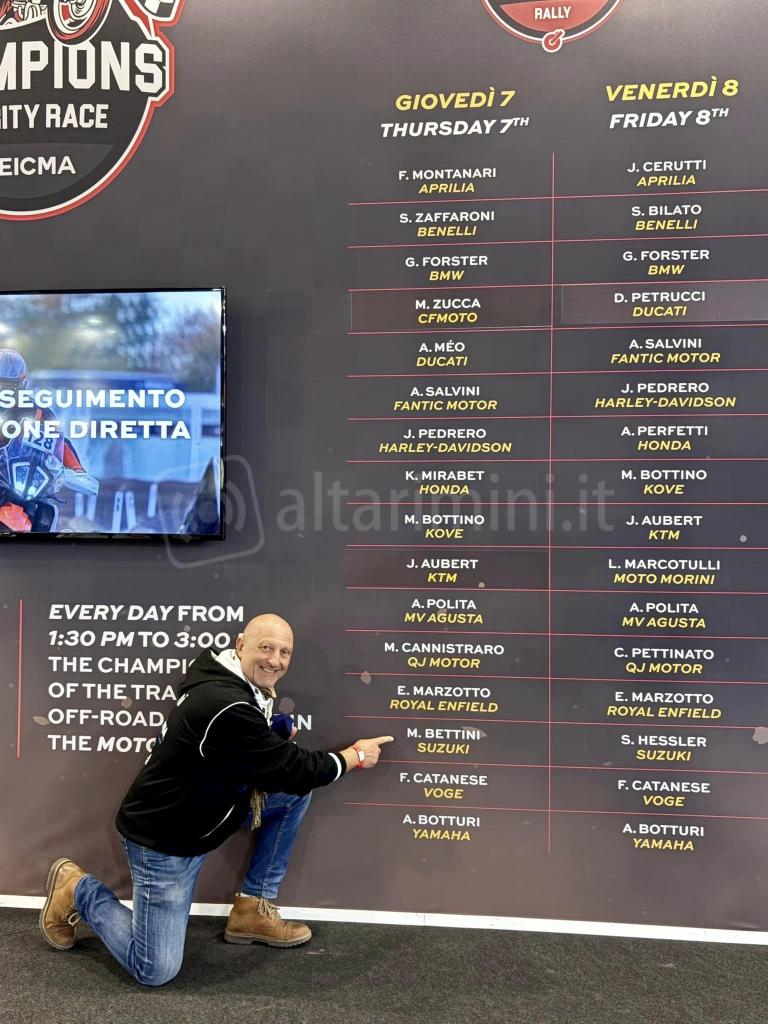 MPIONS
ITY RACE
EICMA
RALLY
GIOVEDÌ 7
THURSDAY 7TH
F. MONTANARI
APRILIA
S. ZAFFARONI
BENELLI
G. FORSTER
BMW
M. ZUCCA
CFMOTO
A. MÉO
DUCATI
A. SALVINI
FANTIC MOTOR
J. PEDRERO
HARLEY-DAVIDSON
K. MIRABET
HONDA
M. BOTTINO
KOVE
J. AUBERT
KTM
A. POLITA
MV AGUSTA
M. CANNISTRARO
QJ MOTOR
E. MARZOTTO
ROYAL ENFIELD
M. BETTINI
SUZUKI
F. CATANESE
VOGE
A. BOTTURI
YAMAHA
VENERDÌ 8
FRIDAY 8TH
J. CERUTTI
APRILIA
S. BILATO
BENELLI
G. FORSTER
BMW
D. PETRUCCI
DUCATI
A. SALVINI
FANTIC MOTOR
J. PEDRERO
HARLEY-DAVIDSON
A. PERFETTI
HONDA
M. BOTTINO
KOVE
J. AUBERT
KTM
L. MARCOTULLI
MOTO MORINI
A. POLITA
MV AGUSTA
C. PETTINATO
QJ MOTOR
E. MARZOTTO
ROYAL ENFIELD
S. HESSLER
SUZUKI
F. CATANESE
VOGE
A. BOTTURI
YAMAHA
SEGUIMENTO
ONE DIRETTA
28
altarimini.it
EVERY DAY FROM
1:30 PM TO 3:00
THE CHAMPI
OF THE TRA
OFF-ROAD
THE MOTO